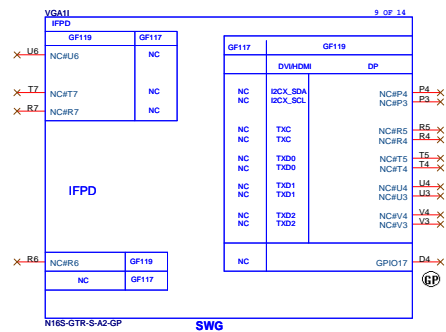 VGA1I 9 OF 14
IFPD
GF119 GF117
U6 NC#U6 NC
T7 NC#T7 NC
R7 NC#R7 NC
GF117 GF119
DVI/HDMI DP
NC I2CX_SDA NC#P4 P4
NC I2CX_SCL NC#P3 P3
NC TXC NC#R5 R5
NC TXC NC#R4 R4
NC TXD0 NC#T5 T5
NC TXD0 NC#T4 T4
NC TXD1 NC#U4 U4
NC TXD1 NC#U3 U3
NC TXD2 NC#V4 V4
NC TXD2 NC#V3 V3
IFPD
R6 NC#R6 GF119
NC GF117
NC GPIO17 D4
GP
N16S-GTR-S-A2-GP
SWG